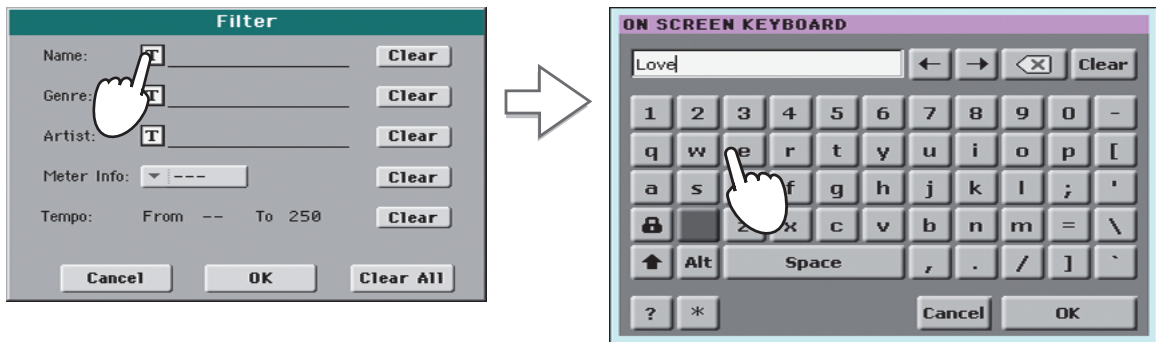 Filter
Name: T Clear
Genre: T Clear
Artist: T Clear
Meter Info: --- Clear
Tempo: From -- To 250 Clear
Cancel OK Clear All
ON SCREEN KEYBOARD
Love Clear
1 2 3 4 5 6 7 8 9 0 -
q w e r t y u i o p [
a s f g h j k l ; '
z x c v b n m = \
Alt Space , . / ] `
? * Cancel OK